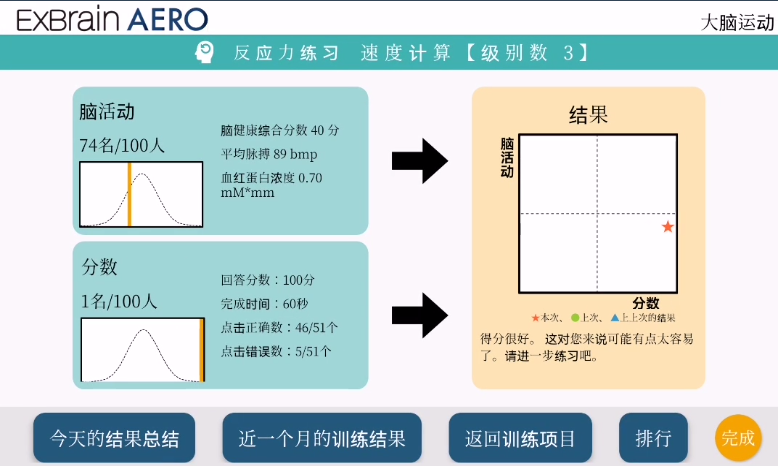 ExBrain AERO
大脑运动
反应力练习 速度计算【级别数 3】
脑活动
74名/100人
脑健康综合分数 40 分
平均脉搏 89 bmp
血红蛋白浓度 0.70
mM*mm
分数
1名/100人
回答分数：100分
完成时间：60秒
点击正确数：46/51个
点击错误数：5/51个
结果
脑活动
分数
★本次、 ●上次、 ▲上上次的结果
得分很好。 这对您来说可能有点太容易
了。请进一步练习吧。
今天的结果总结
近一个月的训练结果
返回训练项目
排行
完成